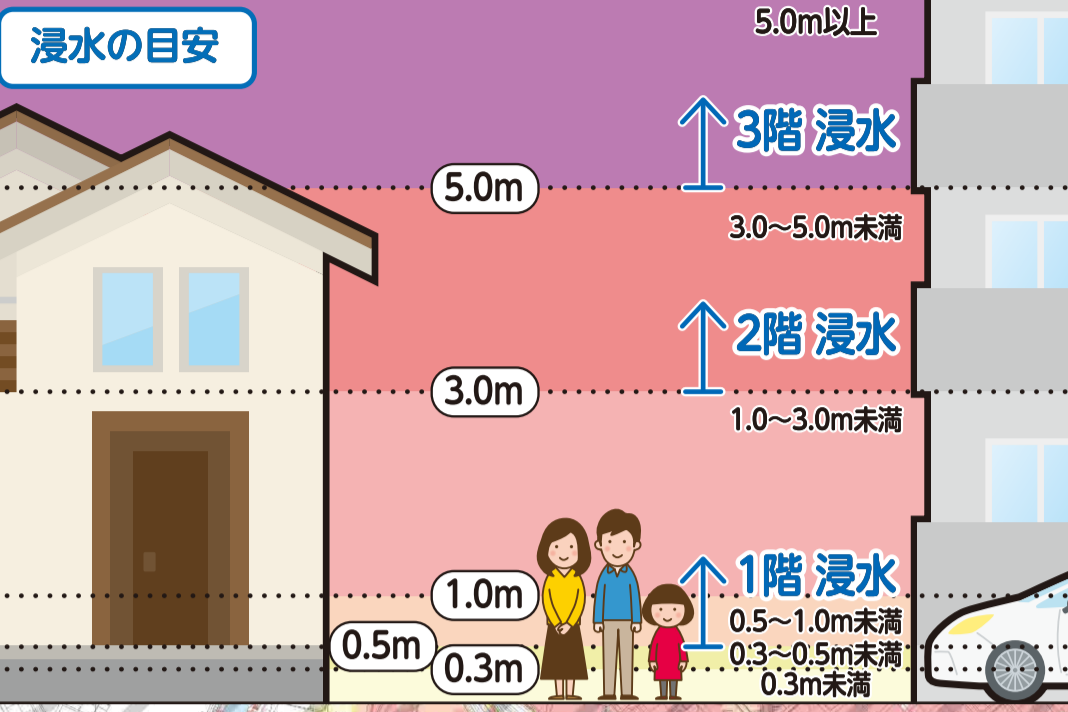 浸水の目安
5.0m以上
3階 浸水
5.0m
3.0～5.0m未満
2階 浸水
3.0m
1.0～3.0m未満
1階 浸水
1.0m
0.5～1.0m未満
0.5m
0.3～0.5m未満
0.3m
0.3m未満